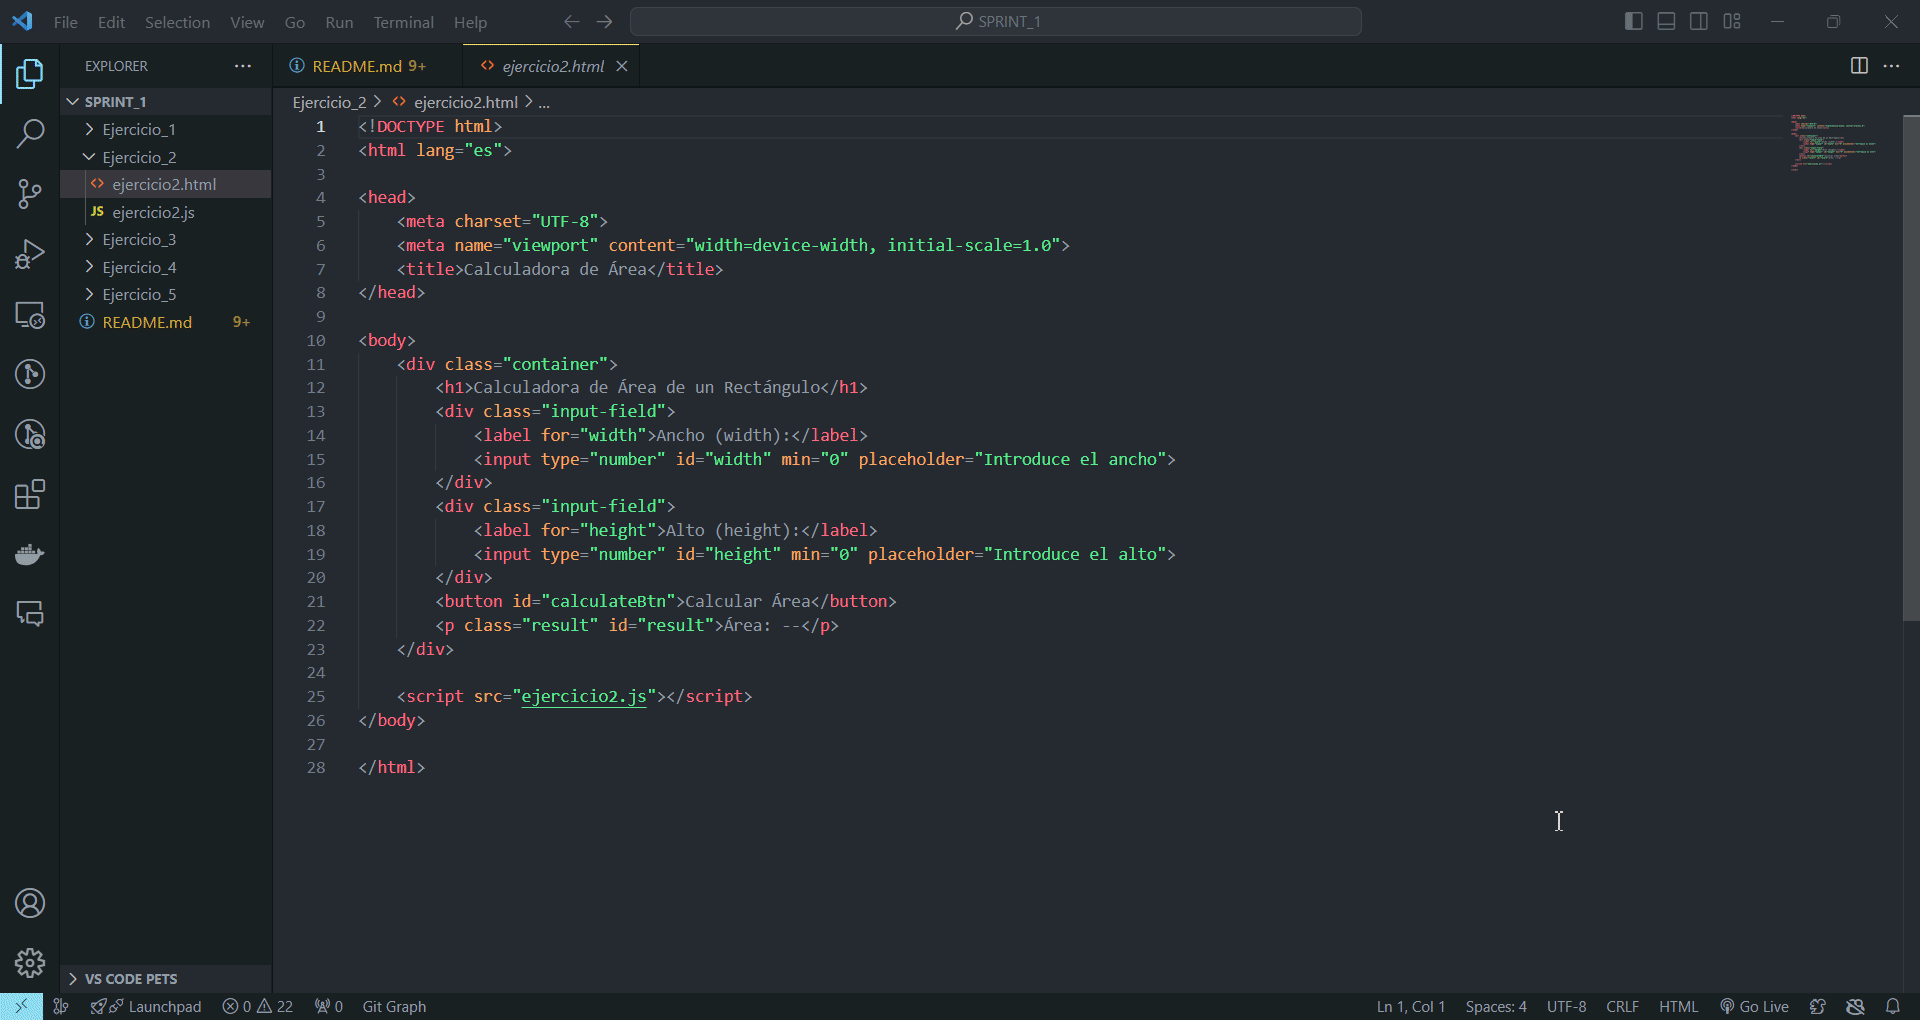 File Edit Selection View Go Run Terminal Help
SPRINT_1
EXPLORER
SPRINT_1
Ejercicio_1
Ejercicio_2
ejercicio2.html
JS ejercicio2.js
Ejercicio_3
Ejercicio_4
Ejercicio_5
README.md 9+
VS CODE PETS
README.md 9+
ejercicio2.html
Ejercicio_2 > ejercicio2.html > ...
1 <!DOCTYPE html>
2 <html lang="es">
3
4 <head>
5 <meta charset="UTF-8">
6 <meta name="viewport" content="width=device-width, initial-scale=1.0">
7 <title>Calculadora de Área</title>
8 </head>
9
10 <body>
11 <div class="container">
12 <h1>Calculadora de Área de un Rectángulo</h1>
13 <div class="input-field">
14 <label for="width">Ancho (width):</label>
15 <input type="number" id="width" min="0" placeholder="Introduce el ancho">
16 </div>
17 <div class="input-field">
18 <label for="height">Alto (height):</label>
19 <input type="number" id="height" min="0" placeholder="Introduce el alto">
20 </div>
21 <button id="calculateBtn">Calcular Área</button>
22 <p class="result" id="result">Área: --</p>
23 </div>
24
25 <script src="ejercicio2.js"></script>
26 </body>
27
28 </html>
Launchpad 0 22 0 Git Graph
Ln 1, Col 1 Spaces: 4 UTF-8 CRLF HTML Go Live